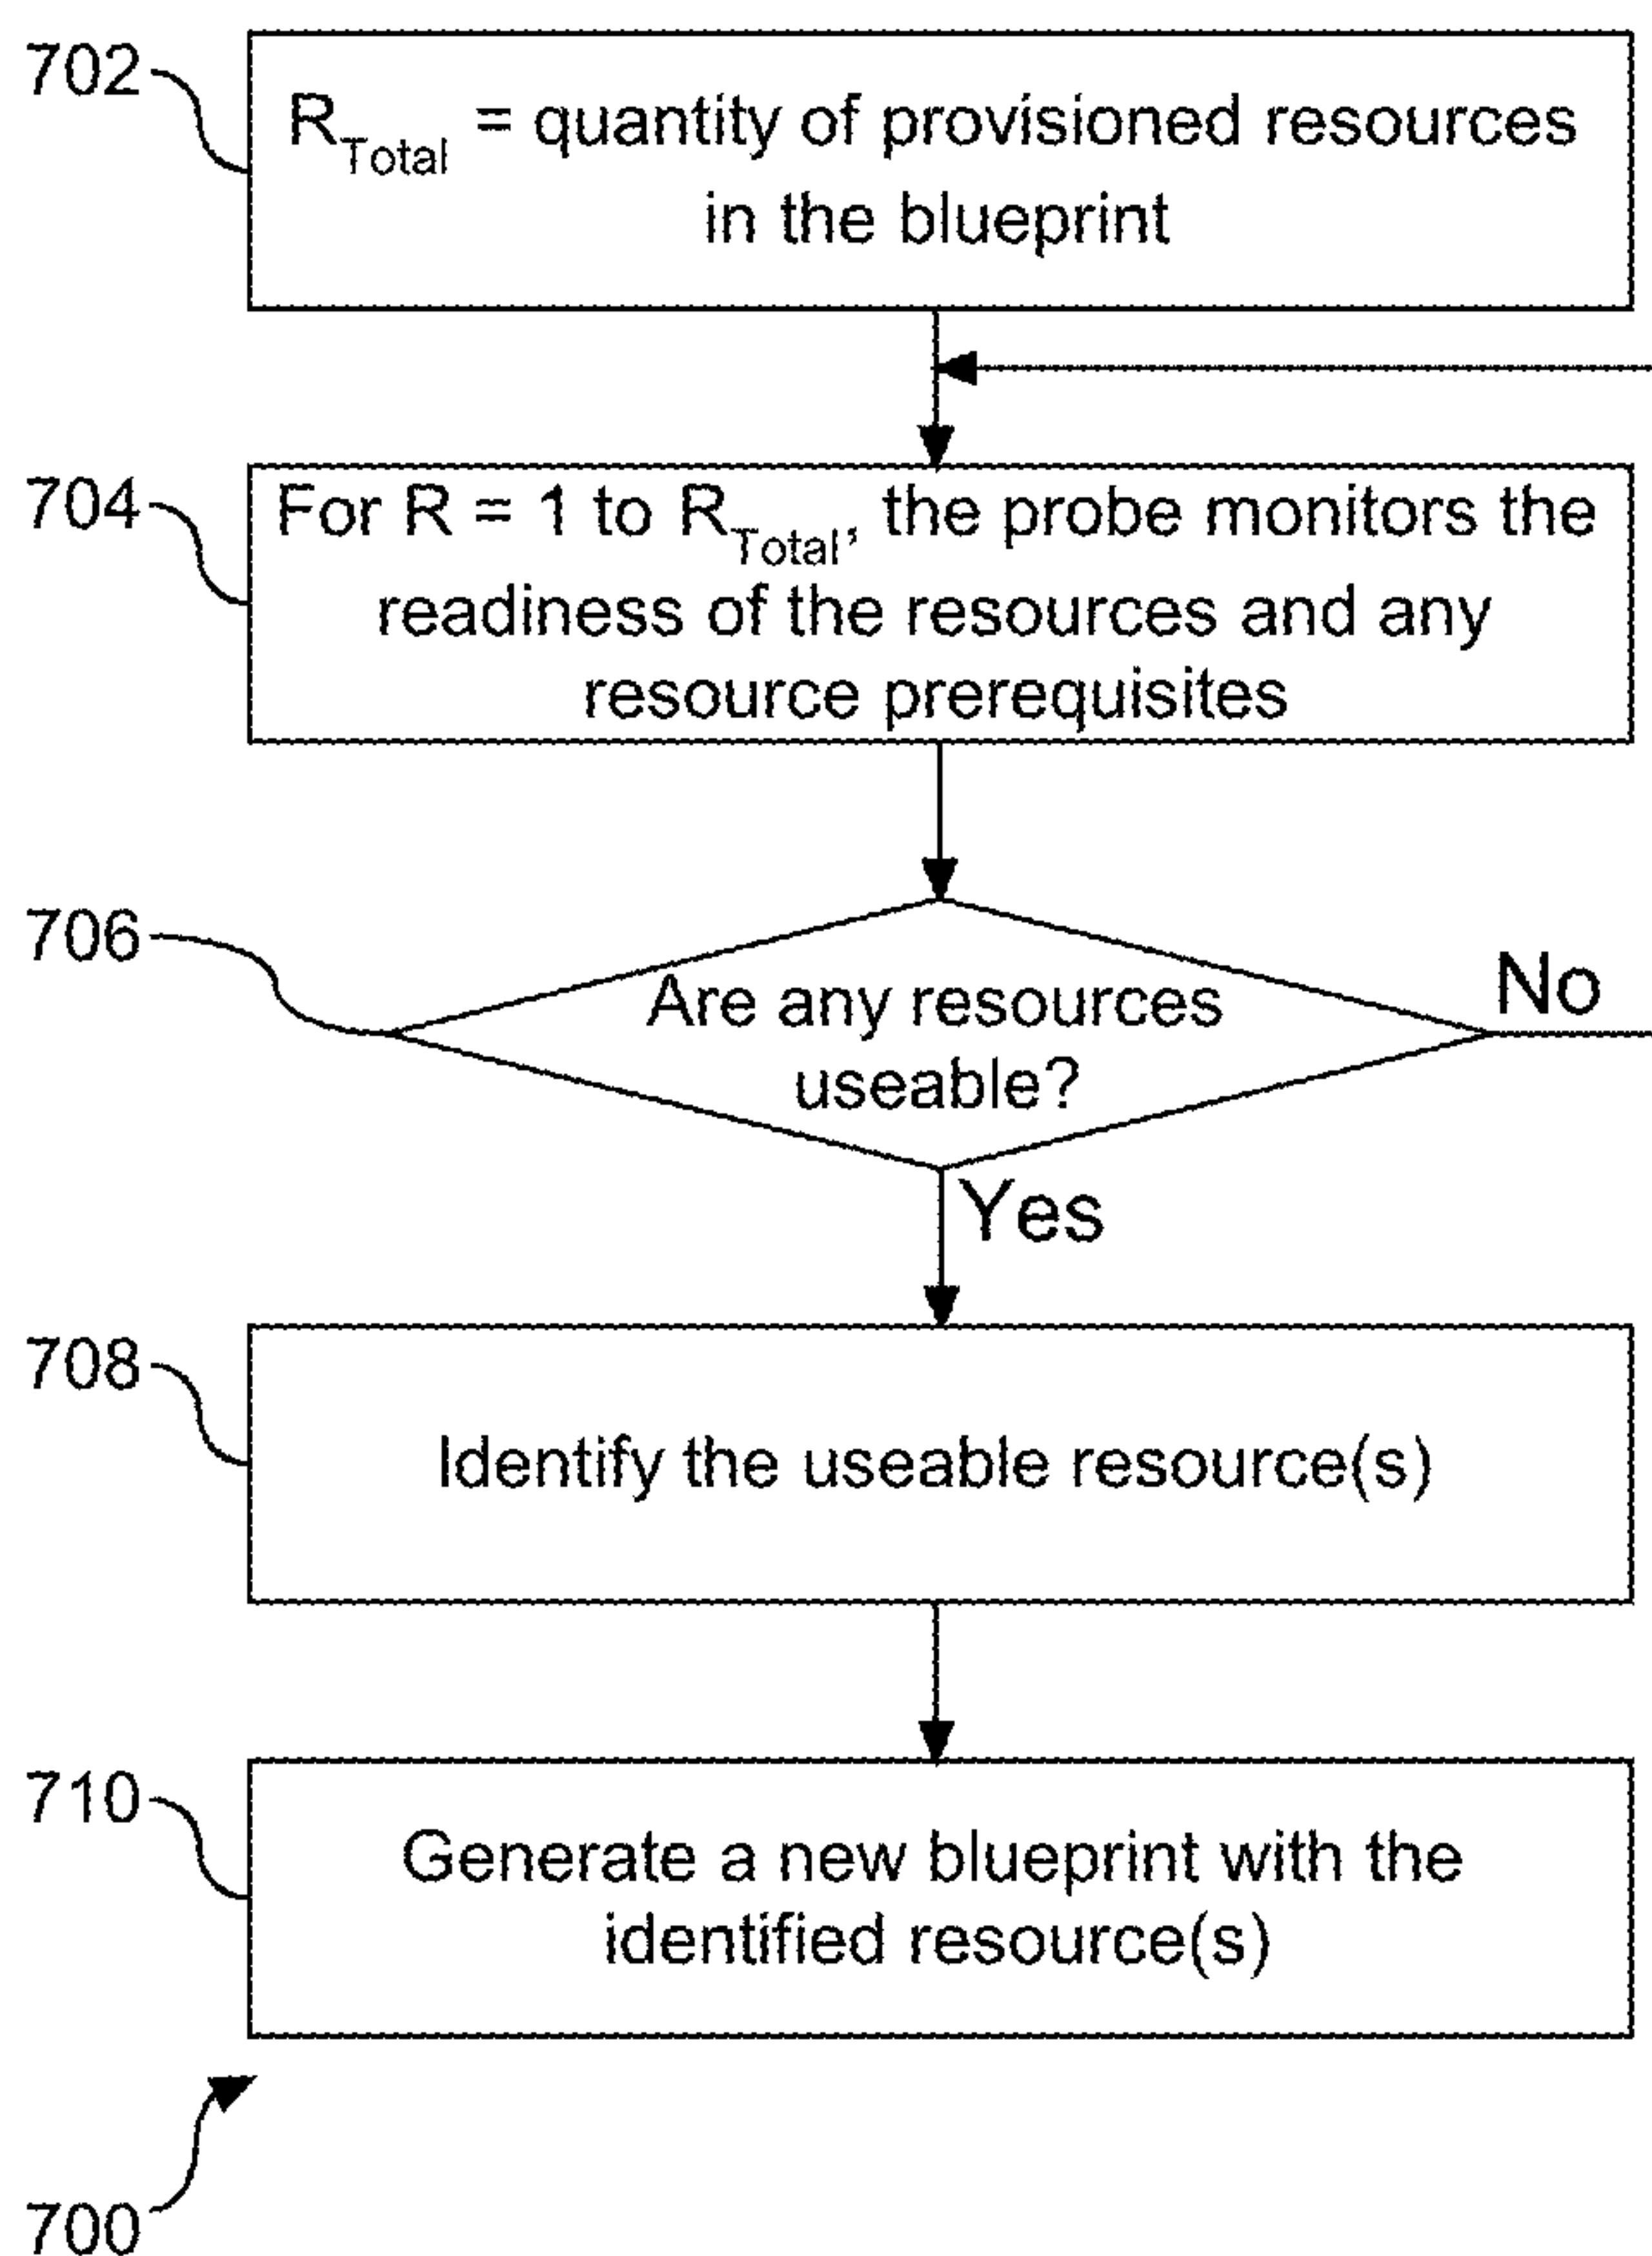 702
R_Total = quantity of provisioned resources
in the blueprint
704
For R = 1 to R_Total, the probe monitors the
readiness of the resources and any
resource prerequisites
706
Are any resources
useable?
No
Yes
708
Identify the useable resource(s)
710
Generate a new blueprint with the
identified resource(s)
700